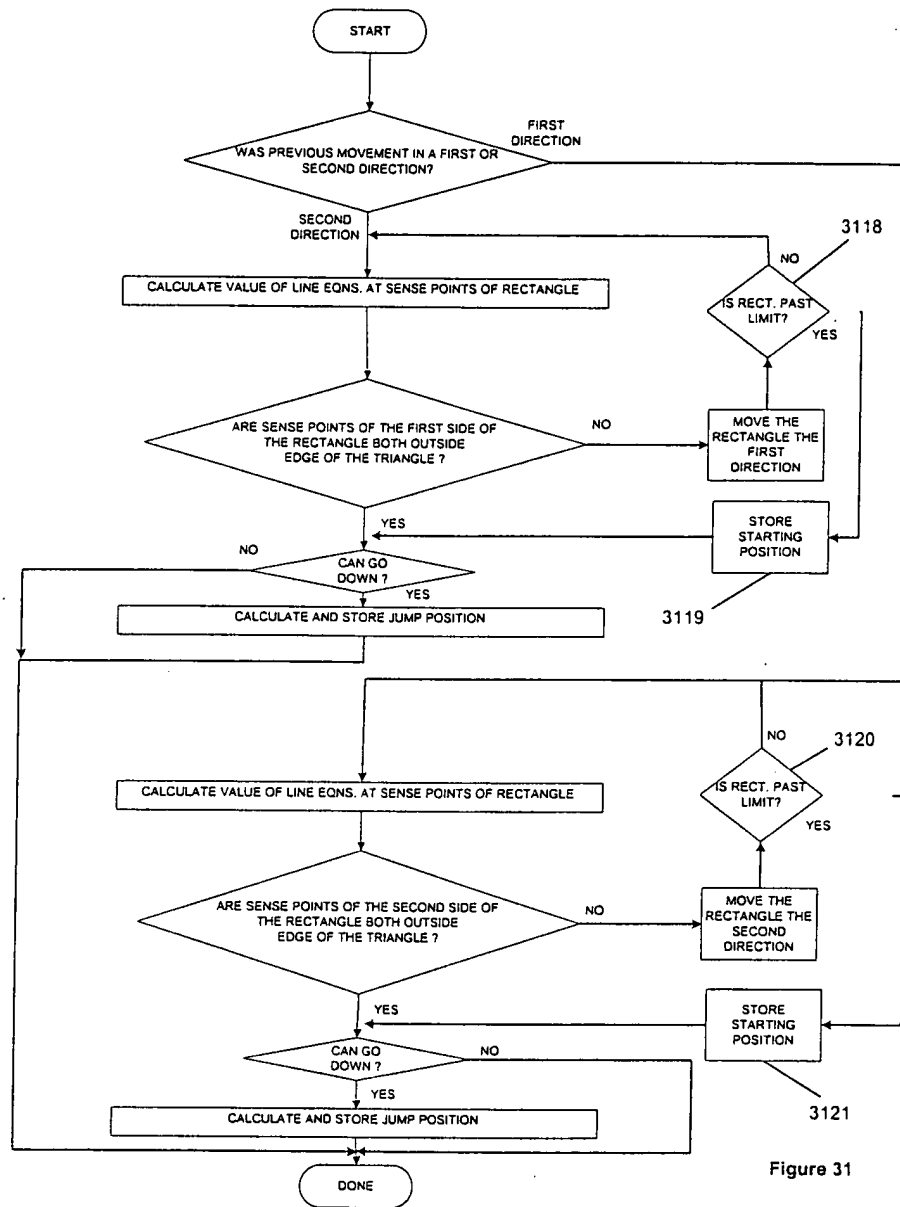 START
FIRST
DIRECTION
WAS PREVIOUS MOVEMENT IN A FIRST OR
SECOND DIRECTION?
SECOND
DIRECTION
3118
NO
CALCULATE VALUE OF LINE EQNS. AT SENSE POINTS OF RECTANGLE
IS RECT. PAST
LIMIT?
YES
ARE SENSE POINTS OF THE FIRST SIDE OF
THE RECTANGLE BOTH OUTSIDE
EDGE OF THE TRIANGLE ?
NO
MOVE THE
RECTANGLE THE
FIRST
DIRECTION
YES
STORE
STARTING
POSITION
NO
CAN GO
DOWN ?
YES
3119
CALCULATE AND STORE JUMP POSITION
NO
3120
CALCULATE VALUE OF LINE EQNS. AT SENSE POINTS OF RECTANGLE
IS RECT. PAST
LIMIT?
YES
ARE SENSE POINTS OF THE SECOND SIDE OF
THE RECTANGLE BOTH OUTSIDE
EDGE OF THE TRIANGLE ?
NO
MOVE THE
RECTANGLE THE
SECOND
DIRECTION
YES
STORE
STARTING
POSITION
CAN GO
DOWN ?
NO
YES
3121
CALCULATE AND STORE JUMP POSITION
DONE
Figure 31